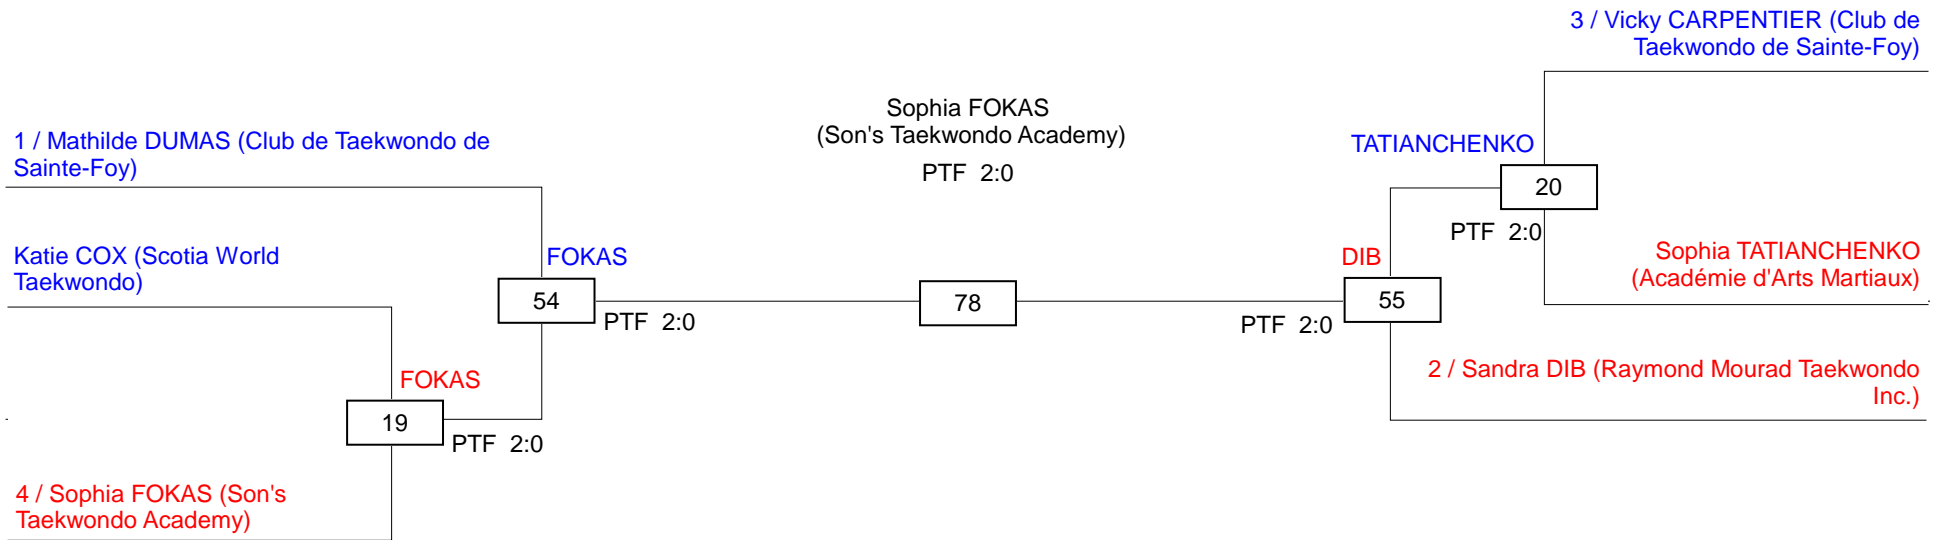 3 / Vicky CARPENTIER (Club de
Taekwondo de Sainte-Foy)
Sophia FOKAS
(Son's Taekwondo Academy)
PTF 2:0
1 / Mathilde DUMAS (Club de Taekwondo de
Sainte-Foy)
TATIANCHENKO
20
PTF 2:0
Katie COX (Scotia World
Taekwondo)
FOKAS
DIB
Sophia TATIANCHENKO
(Académie d'Arts Martiaux)
54
78
55
PTF 2:0
PTF 2:0
FOKAS
2 / Sandra DIB (Raymond Mourad Taekwondo
Inc.)
19
PTF 2:0
4 / Sophia FOKAS (Son's
Taekwondo Academy)